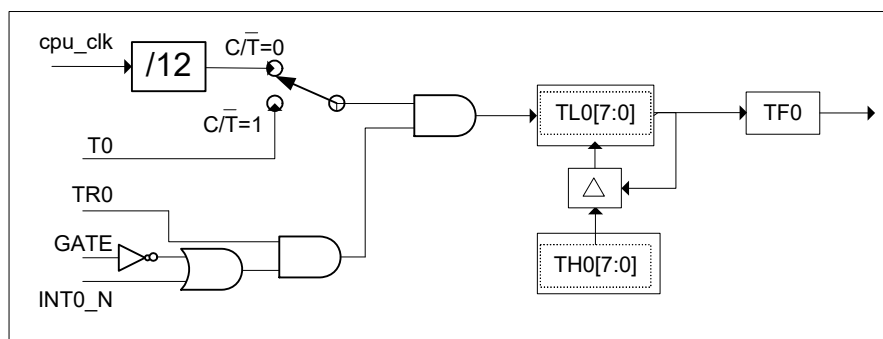 cpu_clk
/12
C/T̅=0
C/T̅=1
T0
TR0
GATE
INT0_N
TL0[7:0]
TF0
△
TH0[7:0]